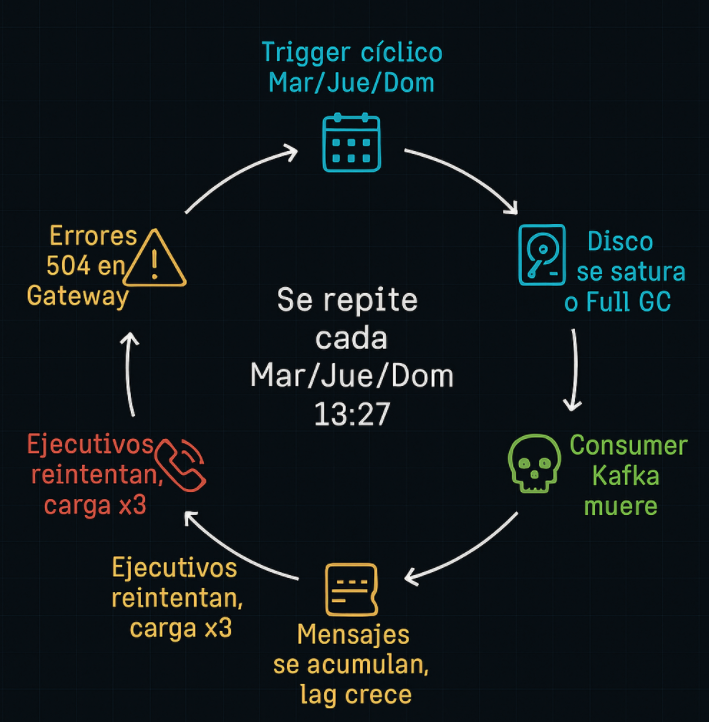 Trigger cíclico
Mar/Jue/Dom
Disco
se satura
o Full GC
Consumer
Kafka
muere
Mensajes
se acumulan,
lag crece
Ejecutivos
reintentan,
carga x3
Ejecutivos
reintentan,
carga x3
Errores
504 en
Gateway
Se repite
cada
Mar/Jue/Dom
13:27